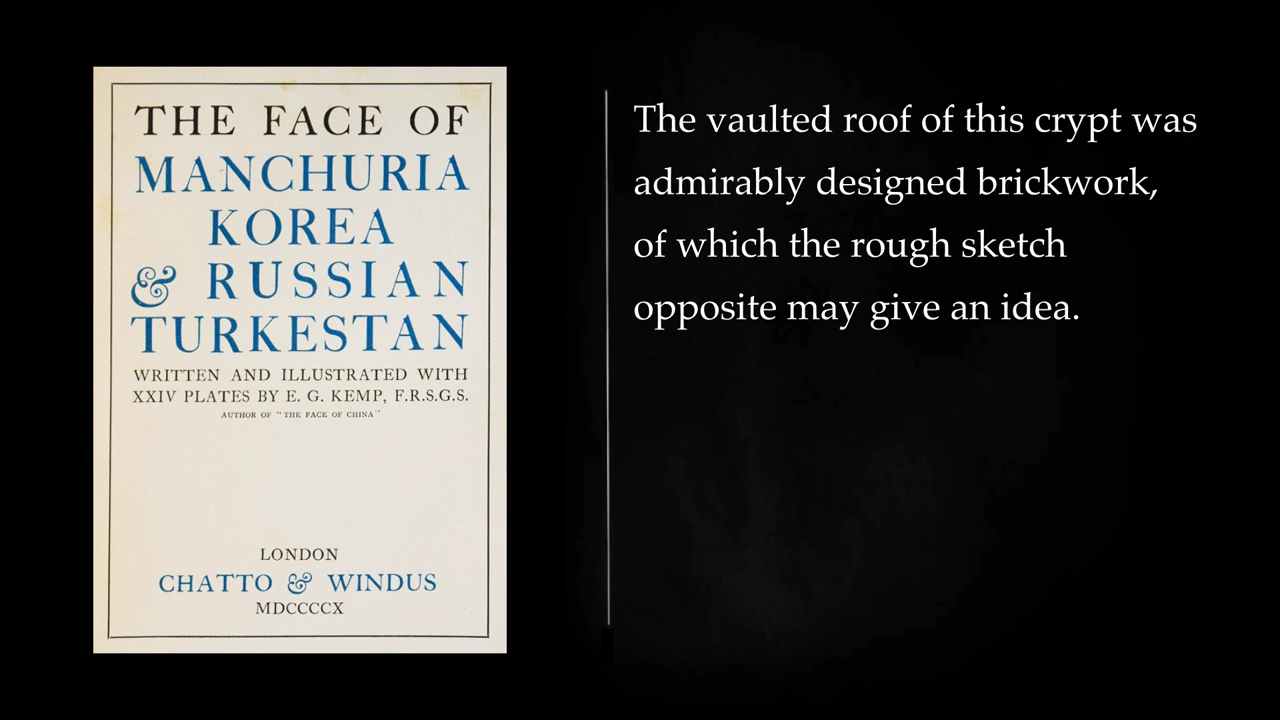 THE FACE OF
MANCHURIA
KOREA
& RUSSIAN
TURKESTAN
WRITTEN AND ILLUSTRATED WITH
XXIV PLATES BY E. G. KEMP, F.R.S.G.S.
AUTHOR OF "THE FACE OF CHINA"
LONDON
CHATTO & WINDUS
MDCCCCX
The vaulted roof of this crypt was
admirably designed brickwork,
of which the rough sketch
opposite may give an idea.